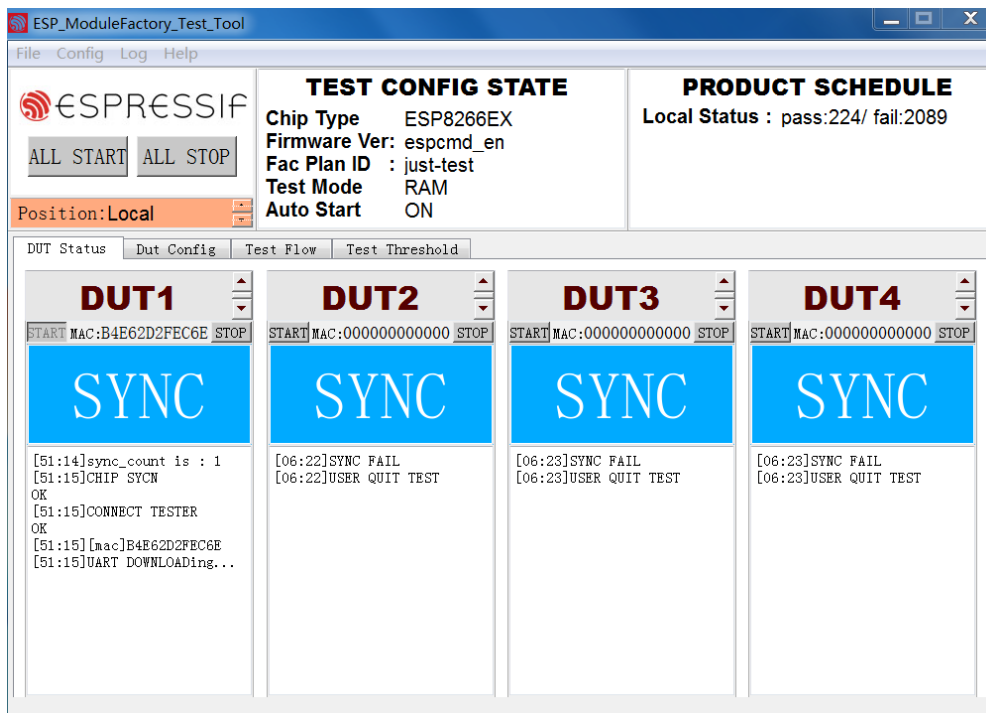 ESP_ModuleFactory_Test_Tool
File Config Log Help
ESPRESSIF
ALL START ALL STOP
Position:Local
TEST CONFIG STATE
Chip Type ESP8266EX
Firmware Ver: espcmd_en
Fac Plan ID : just-test
Test Mode RAM
Auto Start ON
PRODUCT SCHEDULE
Local Status : pass:224/ fail:2089
DUT Status Dut Config Test Flow Test Threshold
DUT1
START MAC:B4E62D2FEC6E STOP
SYNC
[51:14]sync_count is : 1
[51:15]CHIP SYCN
OK
[51:15]CONNECT TESTER
OK
[51:15][mac]B4E62D2FEC6E
[51:15]UART DOWNLOADing...
DUT2
START MAC:000000000000 STOP
SYNC
[06:22]SYNC FAIL
[06:22]USER QUIT TEST
DUT3
START MAC:000000000000 STOP
SYNC
[06:23]SYNC FAIL
[06:23]USER QUIT TEST
DUT4
START MAC:000000000000 STOP
SYNC
[06:23]SYNC FAIL
[06:23]USER QUIT TEST